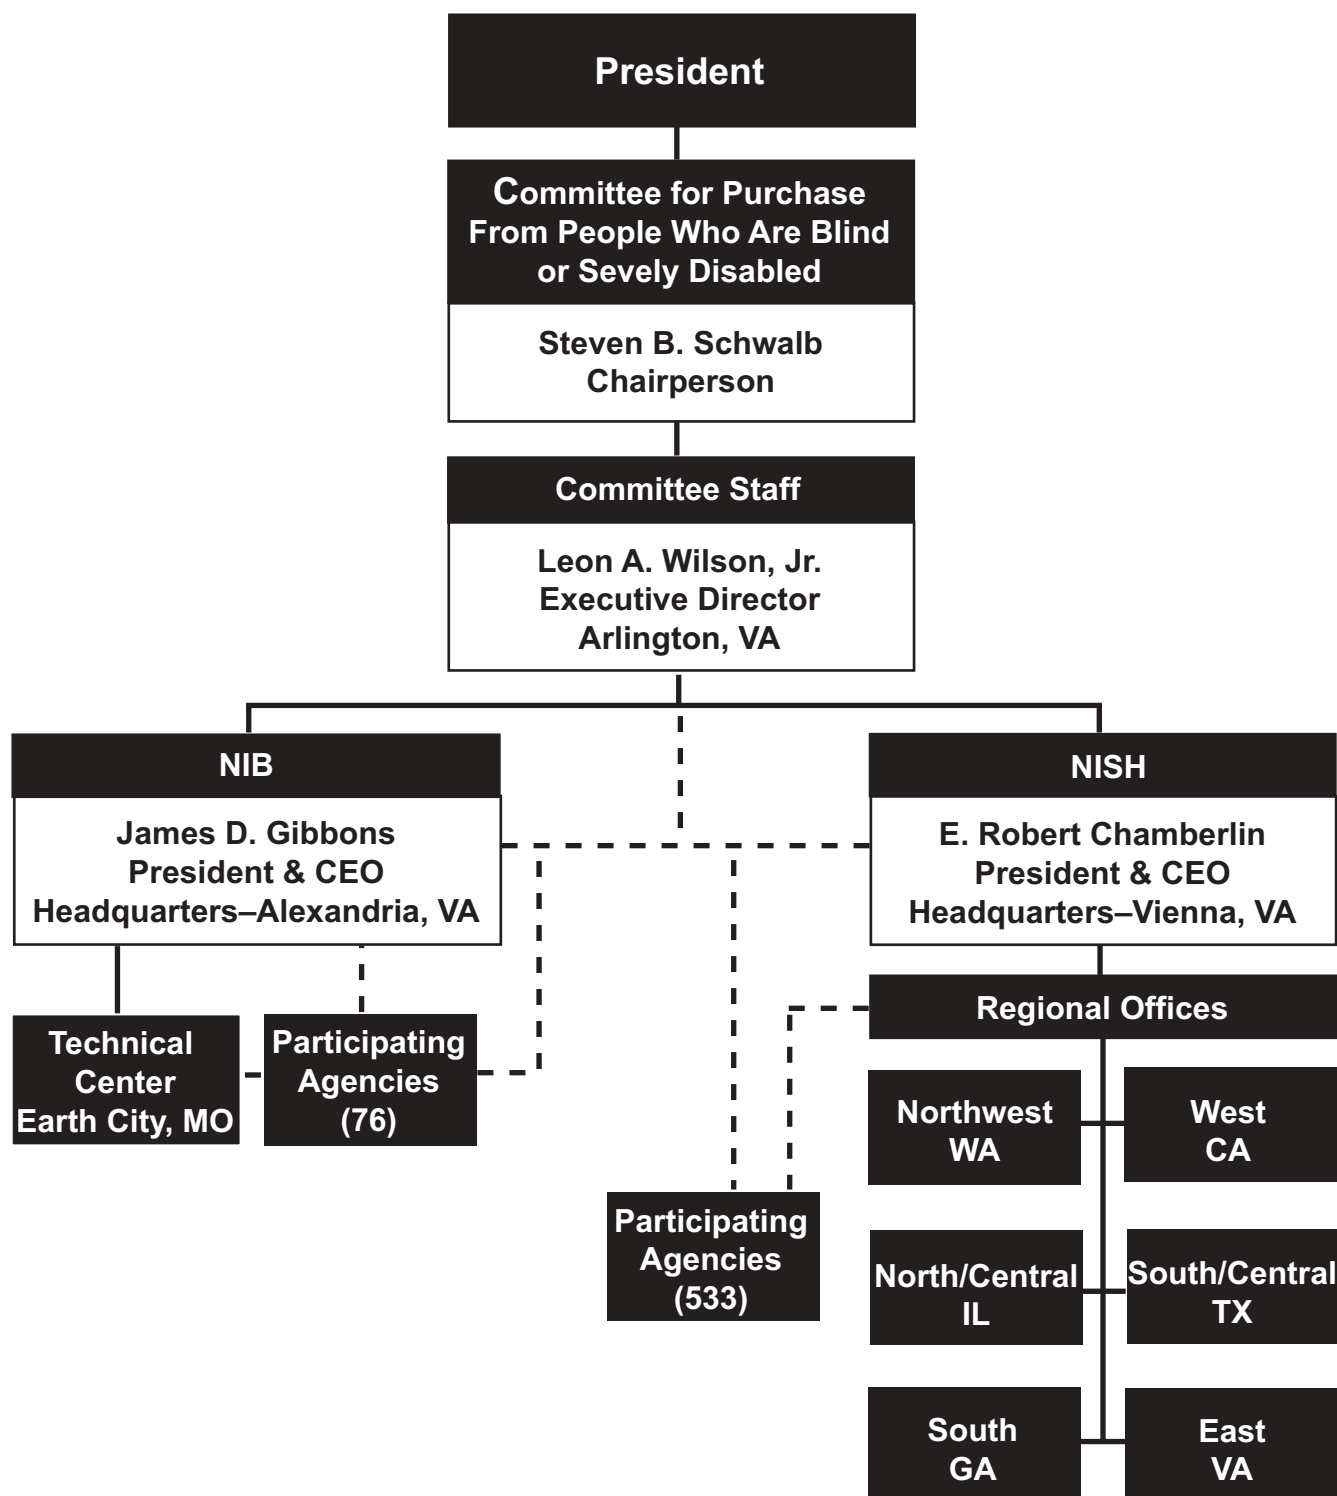 President
Committee for Purchase
From People Who Are Blind
or Sevely Disabled
Steven B. Schwalb
Chairperson
Committee Staff
Leon A. Wilson, Jr.
Executive Director
Arlington, VA
NIB
James D. Gibbons
President & CEO
Headquarters–Alexandria, VA
NISH
E. Robert Chamberlin
President & CEO
Headquarters–Vienna, VA
Technical
Center
Earth City, MO
Participating
Agencies
(76)
Participating
Agencies
(533)
Regional Offices
Northwest
WA
West
CA
North/Central
IL
South/Central
TX
South
GA
East
VA